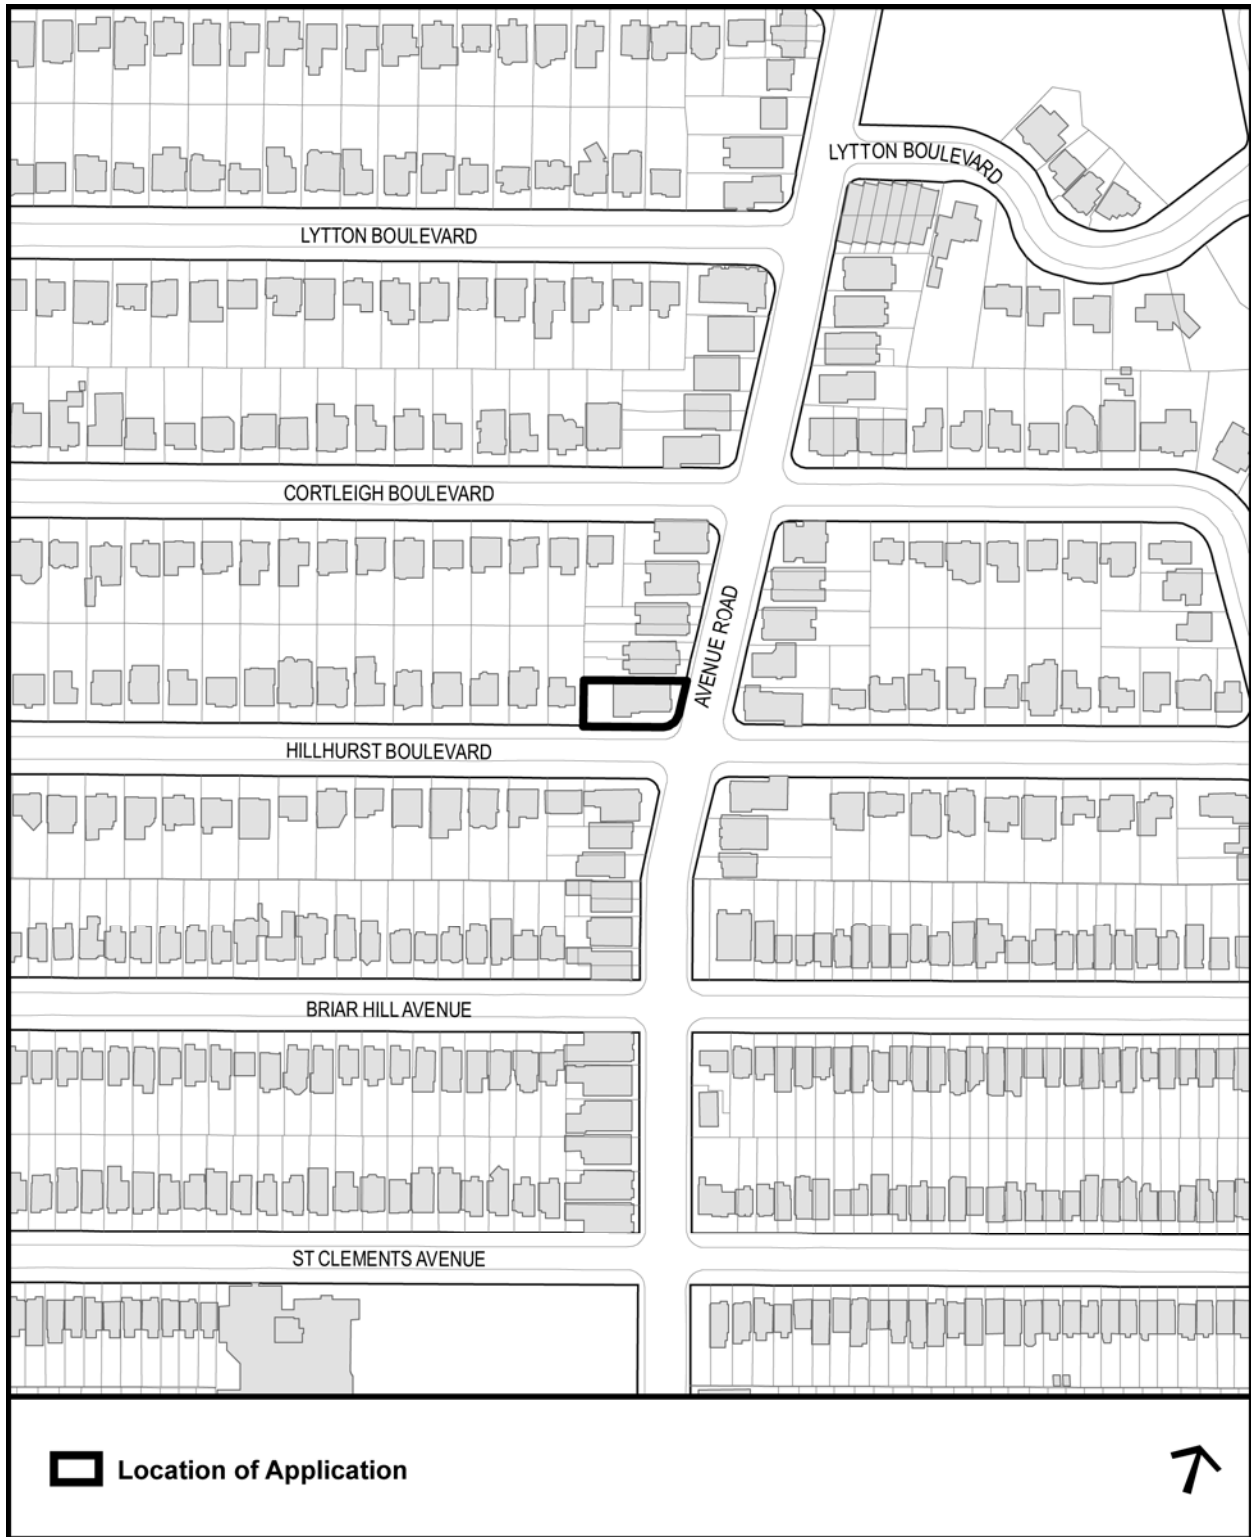 LYTTON BOULEVARD
LYTTON BOULEVARD
CORTLEIGH BOULEVARD
AVENUE ROAD
HILLHURST BOULEVARD
BRIAR HILL AVENUE
ST CLEMENTS AVENUE
Location of Application